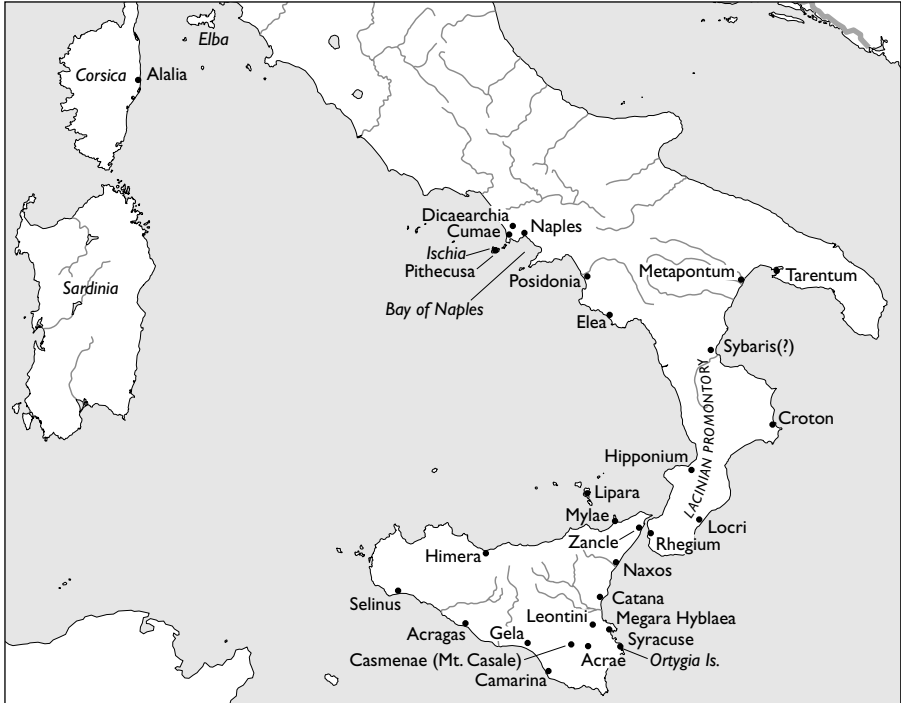 Elba
Corsica
Alalia
Dicaearchia
Cumae
Naples
Ischia
Pithecusa
Sardinia
Posidonia
Metapontum
Tarentum
Bay of Naples
Elea
Sybaris(?)
LACINIAN PROMONTORY
Croton
Hipponium
Lipara
Mylae
Locri
Zancle
Rhegium
Himera
Naxos
Selinus
Catana
Leontini
Megara Hyblaea
Acragas
Gela
Syracuse
Casmenae (Mt. Casale)
Acrae
Ortygia Is.
Camarina